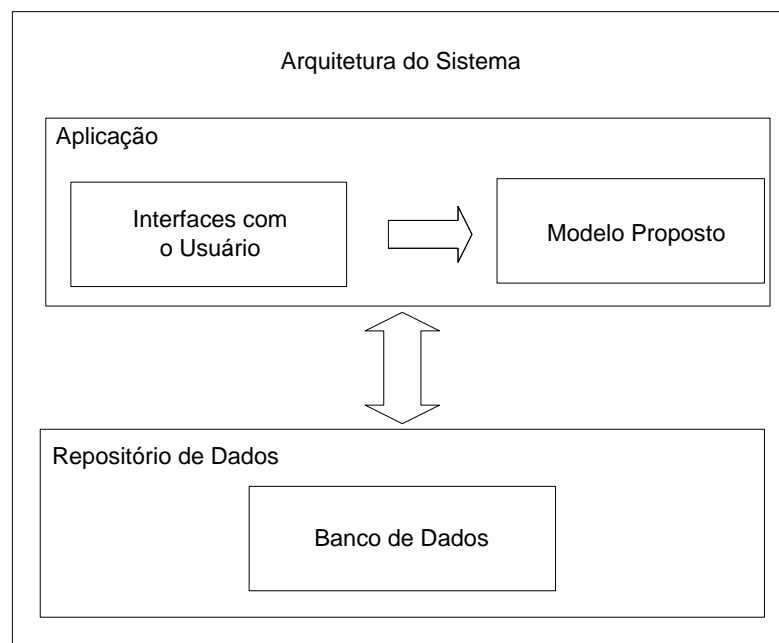 Arquitetura do Sistema
Aplicação
Interfaces com
o Usuário
Modelo Proposto
Repositório de Dados
Banco de Dados